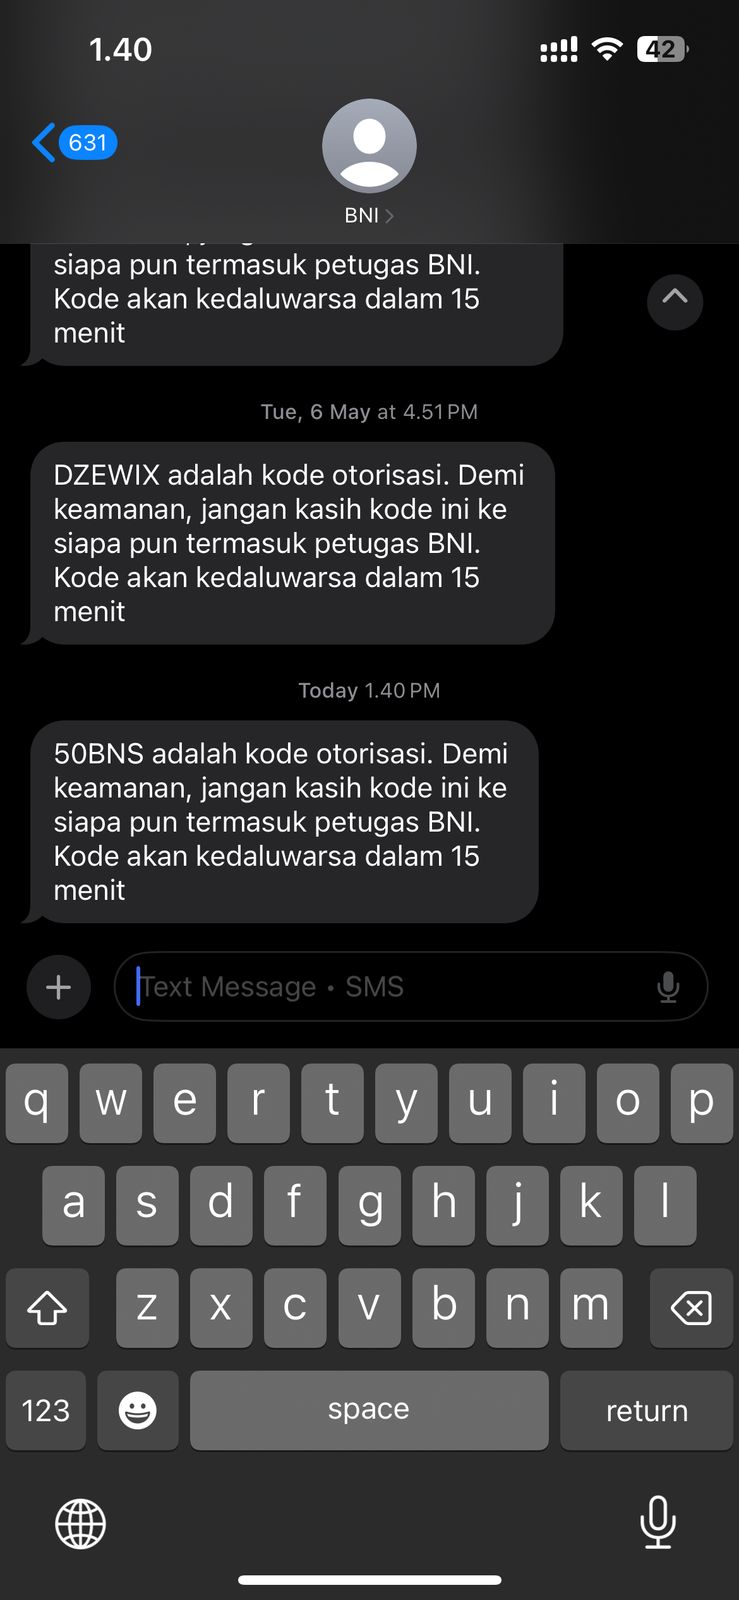 1.40
42
631
BNI
siapa pun termasuk petugas BNI.
Kode akan kedaluwarsa dalam 15
menit
Tue, 6 May at 4.51 PM
DZEWIX adalah kode otorisasi. Demi
keamanan, jangan kasih kode ini ke
siapa pun termasuk petugas BNI.
Kode akan kedaluwarsa dalam 15
menit
Today 1.40 PM
50BNS adalah kode otorisasi. Demi
keamanan, jangan kasih kode ini ke
siapa pun termasuk petugas BNI.
Kode akan kedaluwarsa dalam 15
menit
Text Message • SMS
q w e r t y u i o p
a s d f g h j k l
z x c v b n m
123 space return